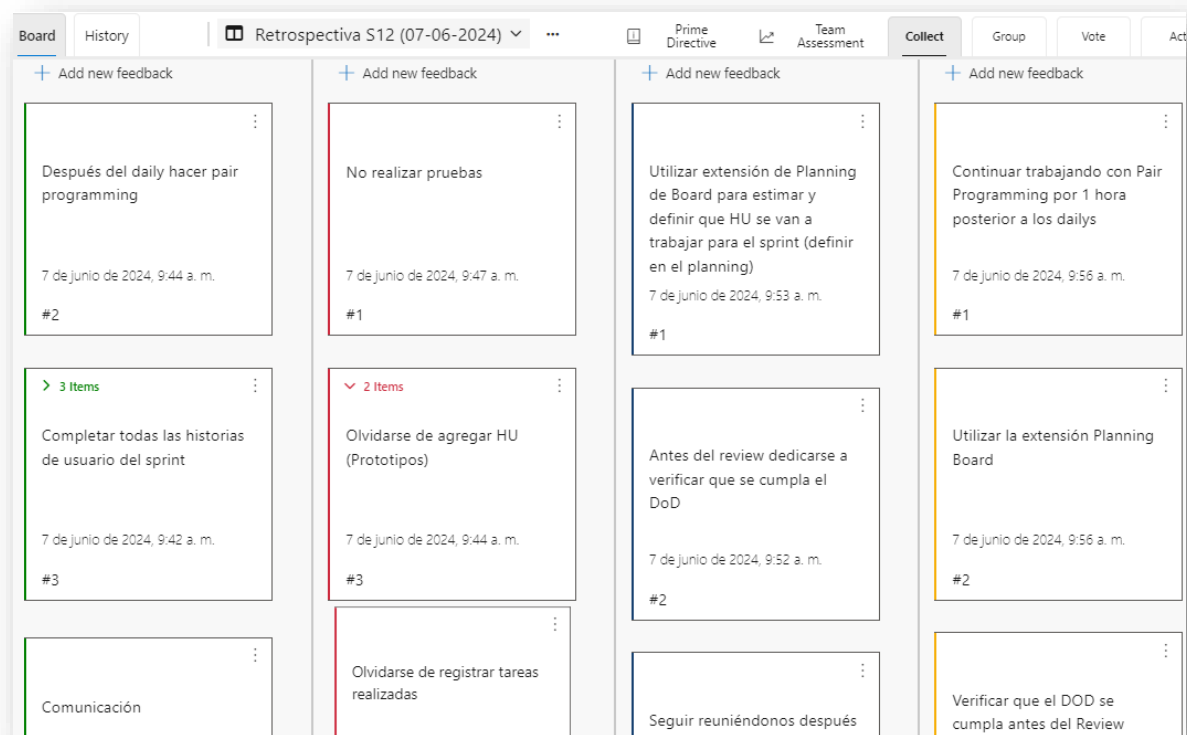 Board
History
Retrospectiva S12 (07-06-2024)
Prime
Directive
Team
Assessment
Collect
Group
Vote
Add new feedback
Después del daily hacer pair
programming
7 de junio de 2024, 9:44 a. m.
#2
3 Items
Completar todas las historias
de usuario del sprint
7 de junio de 2024, 9:42 a. m.
#3
Comunicación
Add new feedback
No realizar pruebas
7 de junio de 2024, 9:47 a. m.
#1
2 Items
Olvidarse de agregar HU
(Prototipos)
7 de junio de 2024, 9:44 a. m.
#3
Olvidarse de registrar tareas
realizadas
Add new feedback
Utilizar extensión de Planning
de Board para estimar y
definir que HU se van a
trabajar para el sprint (definir
en el planning)
7 de junio de 2024, 9:53 a. m.
#1
Antes del review dedicarse a
verificar que se cumpla el
DoD
7 de junio de 2024, 9:52 a. m.
#2
Seguir reuniéndonos después
Add new feedback
Continuar trabajando con Pair
Programming por 1 hora
posterior a los dailys
7 de junio de 2024, 9:56 a. m.
#1
Utilizar la extensión Planning
Board
7 de junio de 2024, 9:56 a. m.
#2
Verificar que el DOD se
cumpla antes del Review